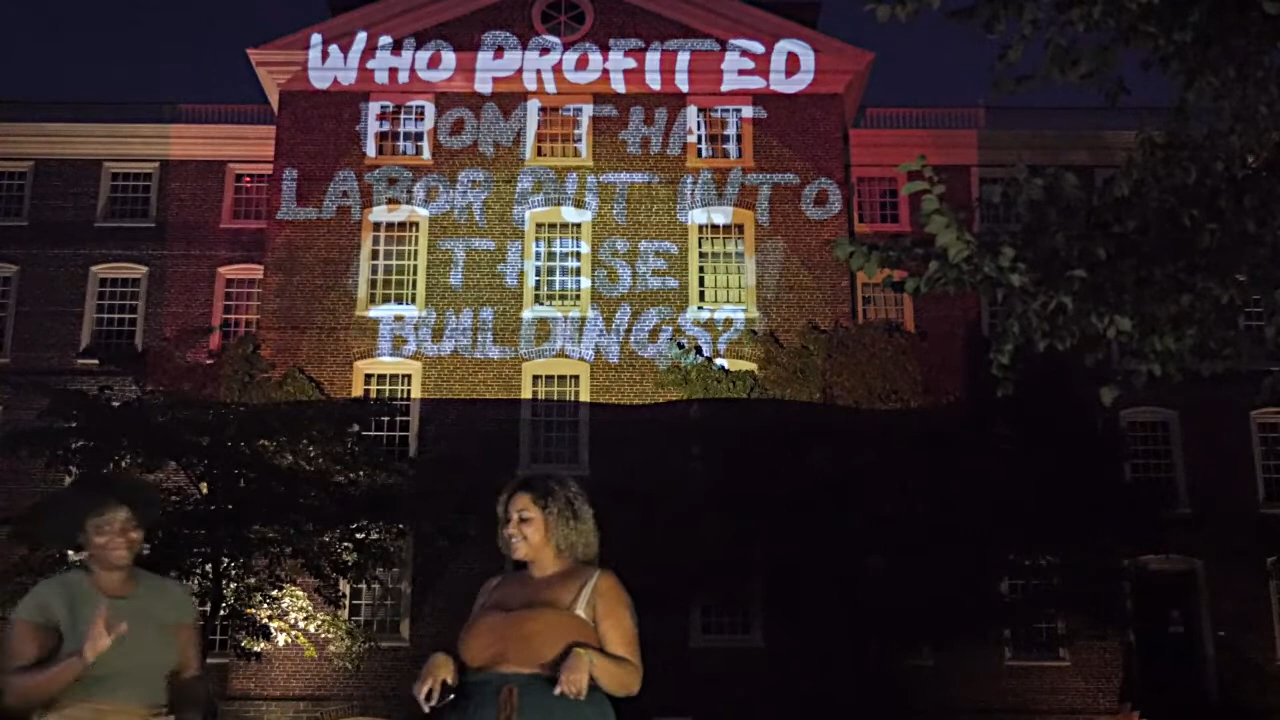 WHO PROFITED
FROM THAT
LABOR PUT INTO
THESE
BUILDINGS?